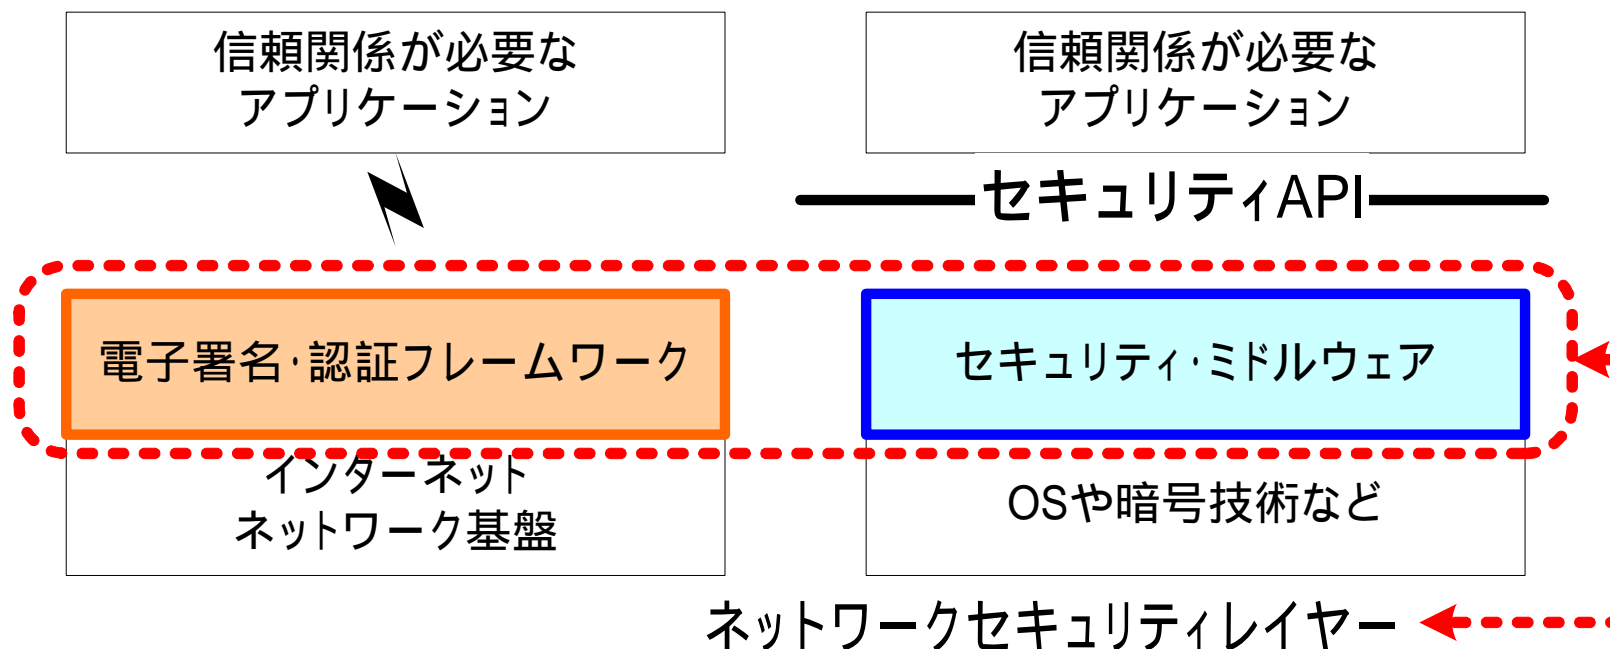 信頼関係が必要な
アプリケーション
信頼関係が必要な
アプリケーション
セキュリティAPI
電子署名・認証フレームワーク
セキュリティ・ミドルウェア
インターネット
ネットワーク基盤
OSや暗号技術など
ネットワークセキュリティレイヤー